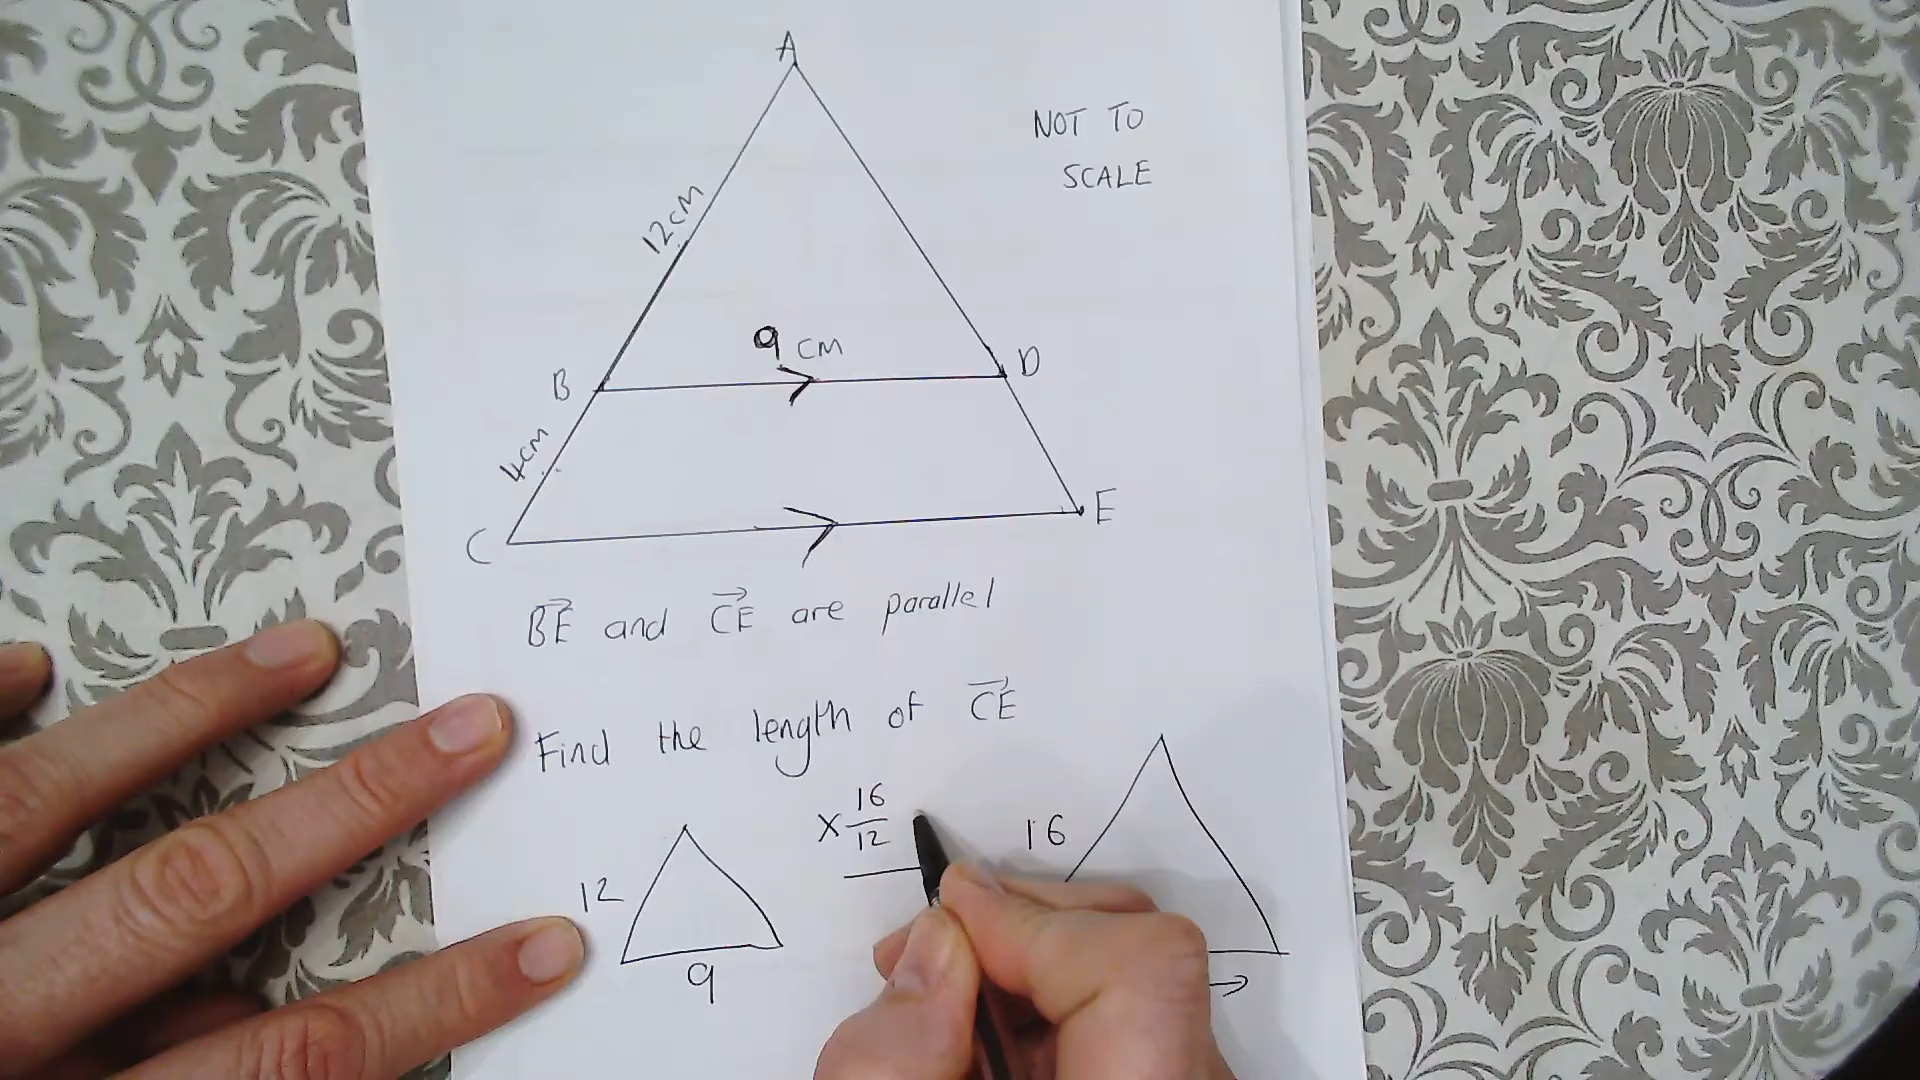 A
NOT TO
SCALE
12cm
9 cm
B
D
4cm
C
E
BE and CE are parallel
Find the length of CE
× 16/12
16
12
9